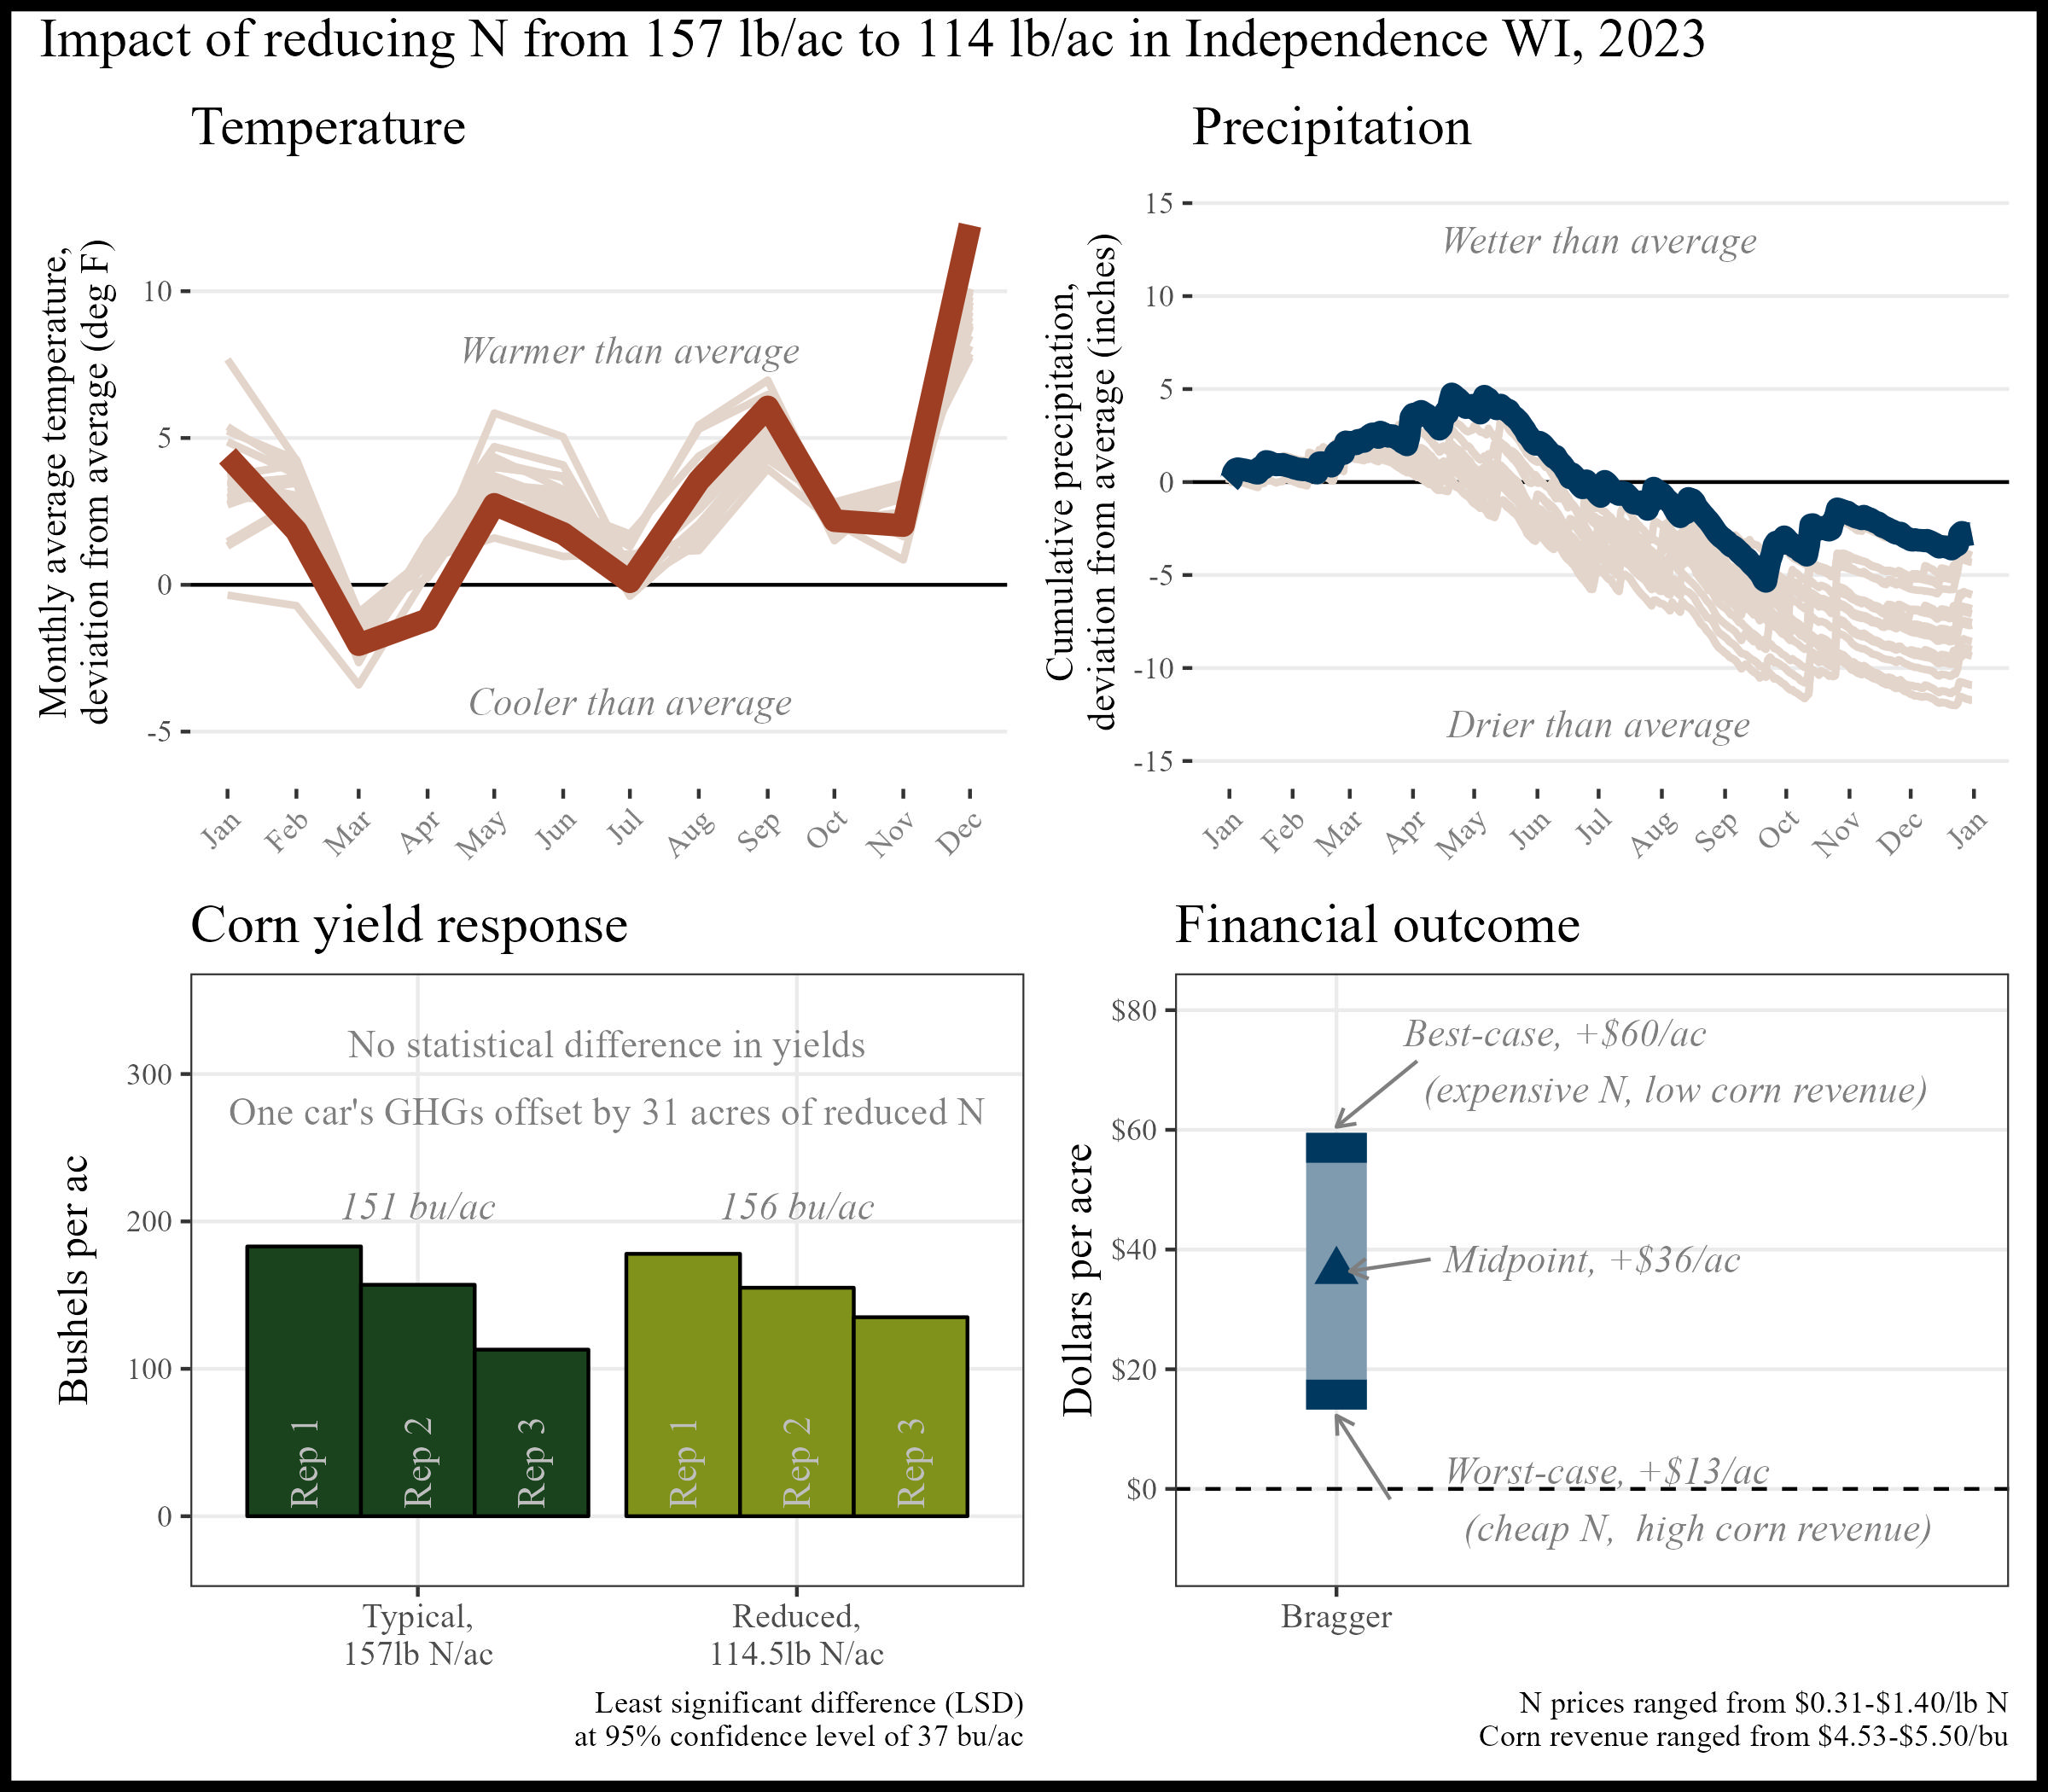 Impact of reducing N from 157 lb/ac to 114 lb/ac in Independence WI, 2023
Temperature
Monthly average temperature,
deviation from average (deg F)
10
5
0
-5
Warmer than average
Cooler than average
Jan
Feb
Mar
Apr
May
Jun
Jul
Aug
Sep
Oct
Nov
Dec
Precipitation
Cumulative precipitation,
deviation from average (inches)
15
10
5
0
-5
-10
-15
Wetter than average
Drier than average
Jan
Feb
Mar
Apr
May
Jun
Jul
Aug
Sep
Oct
Nov
Dec
Jan
Corn yield response
Bushels per ac
300
200
100
0
No statistical difference in yields
One car's GHGs offset by 31 acres of reduced N
151 bu/ac
156 bu/ac
Rep 1
Rep 2
Rep 3
Rep 1
Rep 2
Rep 3
Typical,
157lb N/ac
Reduced,
114.5lb N/ac
Least significant difference (LSD)
at 95% confidence level of 37 bu/ac
Financial outcome
Dollars per acre
$80
$60
$40
$20
$0
Best-case, +$60/ac
(expensive N, low corn revenue)
Midpoint, +$36/ac
Worst-case, +$13/ac
(cheap N,  high corn revenue)
Bragger
N prices ranged from $0.31-$1.40/lb N
Corn revenue ranged from $4.53-$5.50/bu